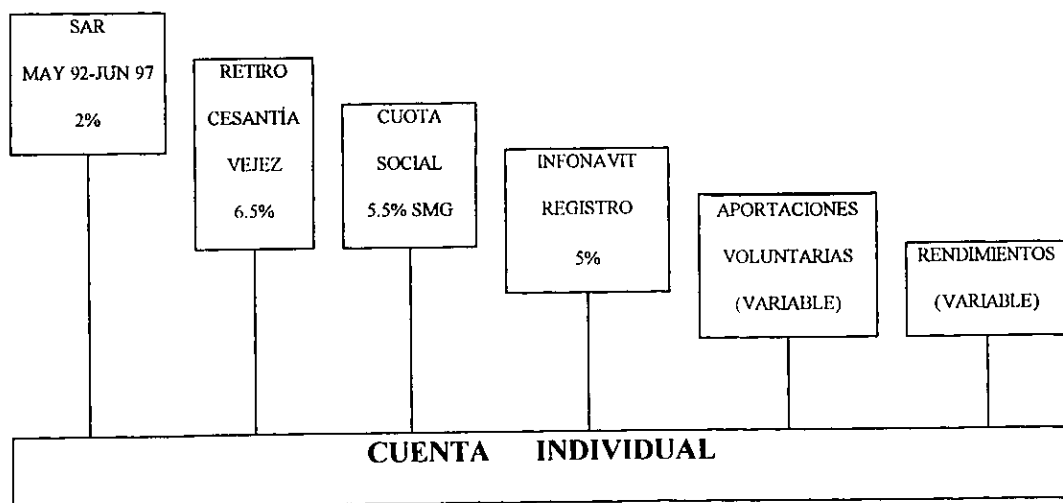 SAR
MAY 92-JUN 97
2%
RETIRO
CESANTÍA
VEJEZ
6.5%
CUOTA
SOCIAL
5.5% SMG
INFONAVIT
REGISTRO
5%
APORTACIONES
VOLUNTARIAS
(VARIABLE)
RENDIMIENTOS
(VARIABLE)
CUENTA INDIVIDUAL